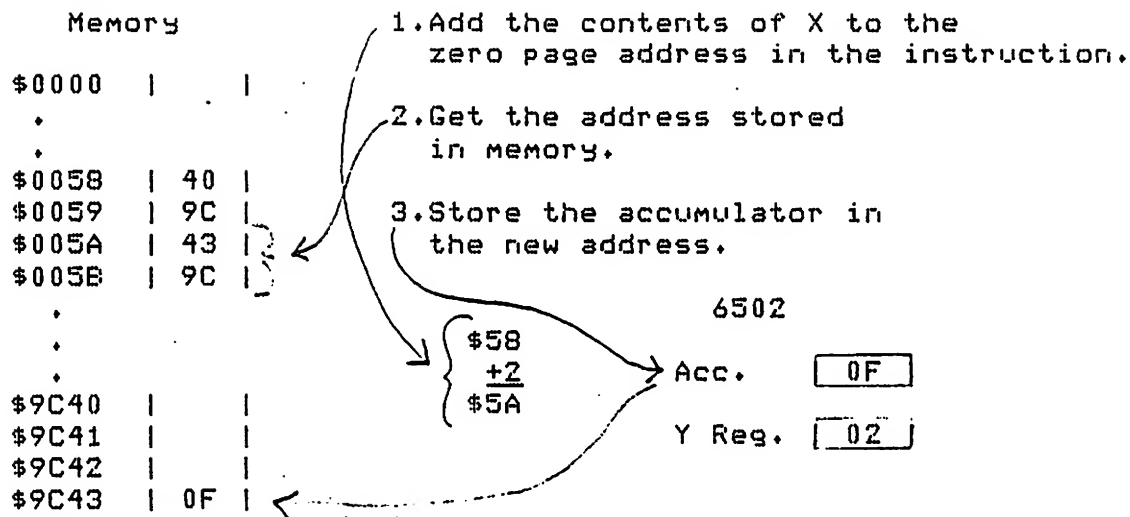 Memory
$0000 | |
.
.
$0058 | 40 |
$0059 | 9C |
$005A | 43 |
$005B | 9C |
.
.
.
$9C40 | |
$9C41 | |
$9C42 | |
$9C43 | 0F |
1.Add the contents of X to the
zero page address in the instruction.
2.Get the address stored
in memory.
3.Store the accumulator in
the new address.
$58
+2
$5A
6502
Acc. 0F
Y Reg. 02